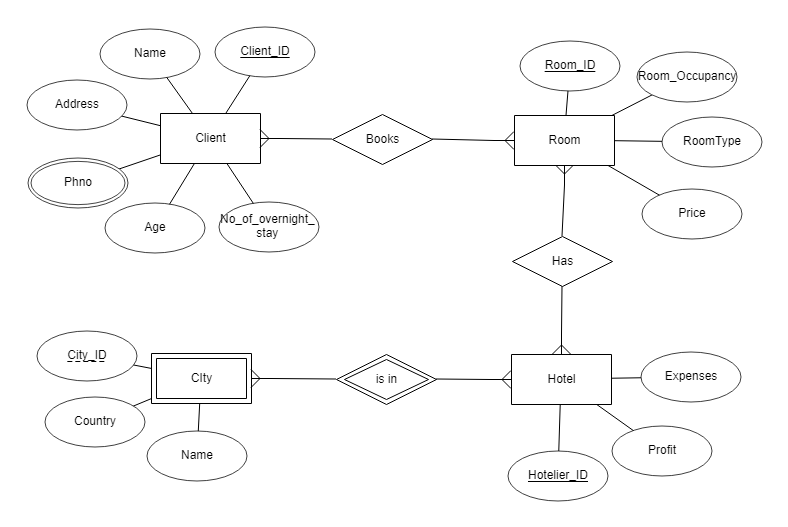 Name
Client_ID
Room_ID
Room_Occupancy
Address
Client
Books
Room
RoomType
Phno
Age
No_of_overnight_
stay
Price
Has
City_ID
CIty
is in
Hotel
Expenses
Country
Name
Profit
Hotelier_ID